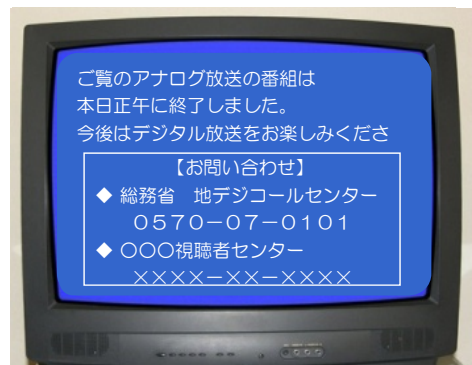 ご覧のアナログ放送の番組は
本日正午に終了しました。
今後はデジタル放送をお楽しみくださ
【お問い合わせ】
◆ 総務省　地デジコールセンター
０５７０－０７－０１０１
◆ 〇〇〇視聴者センター
××××－××－××××